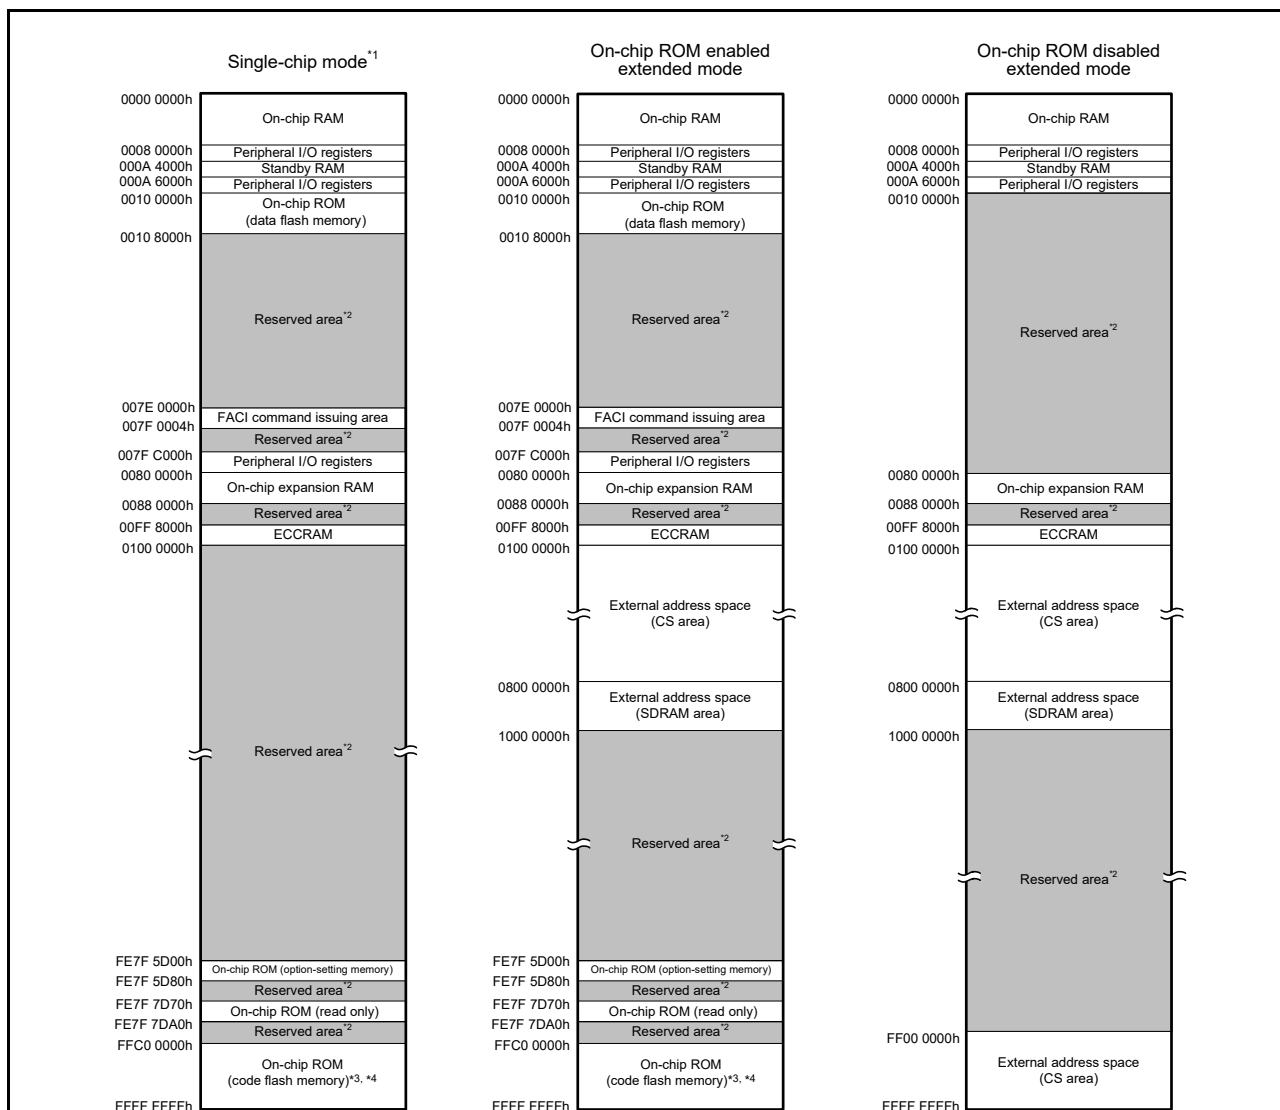 Single-chip mode*1
0000 0000h
On-chip RAM
0008 0000h
Peripheral I/O registers
000A 4000h
Standby RAM
000A 6000h
Peripheral I/O registers
0010 0000h
On-chip ROM
(data flash memory)
0010 8000h
Reserved area*2
007E 0000h
FACI command issuing area
007F 0004h
Reserved area*2
007F C000h
Peripheral I/O registers
0080 0000h
On-chip expansion RAM
0088 0000h
Reserved area*2
00FF 8000h
ECCRAM
0100 0000h
Reserved area*2
FE7F 5D00h
On-chip ROM (option-setting memory)
FE7F 5D80h
Reserved area*2
FE7F 7D70h
On-chip ROM (read only)
FE7F 7DA0h
Reserved area*2
FFC0 0000h
On-chip ROM
(code flash memory)*3, *4
FFFF FFFFh
On-chip ROM enabled
extended mode
0000 0000h
On-chip RAM
0008 0000h
Peripheral I/O registers
000A 4000h
Standby RAM
000A 6000h
Peripheral I/O registers
0010 0000h
On-chip ROM
(data flash memory)
0010 8000h
Reserved area*2
007E 0000h
FACI command issuing area
007F 0004h
Reserved area*2
007F C000h
Peripheral I/O registers
0080 0000h
On-chip expansion RAM
0088 0000h
Reserved area*2
00FF 8000h
ECCRAM
0100 0000h
External address space
(CS area)
0800 0000h
External address space
(SDRAM area)
1000 0000h
Reserved area*2
FE7F 5D00h
On-chip ROM (option-setting memory)
FE7F 5D80h
Reserved area*2
FE7F 7D70h
On-chip ROM (read only)
FE7F 7DA0h
Reserved area*2
FFC0 0000h
On-chip ROM
(code flash memory)*3, *4
FFFF FFFFh
On-chip ROM disabled
extended mode
0000 0000h
On-chip RAM
0008 0000h
Peripheral I/O registers
000A 4000h
Standby RAM
000A 6000h
Peripheral I/O registers
0010 0000h
Reserved area*2
0080 0000h
On-chip expansion RAM
0088 0000h
Reserved area*2
00FF 8000h
ECCRAM
0100 0000h
External address space
(CS area)
0800 0000h
External address space
(SDRAM area)
1000 0000h
Reserved area*2
FF00 0000h
External address space
(CS area)
FFFF FFFFh